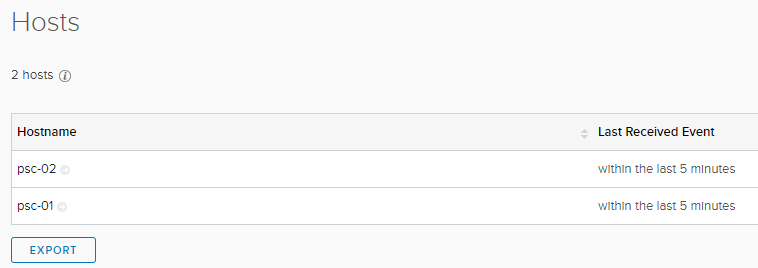 Hosts
2 hosts
Hostname Last Received Event
psc-02 within the last 5 minutes
psc-01 within the last 5 minutes
EXPORT